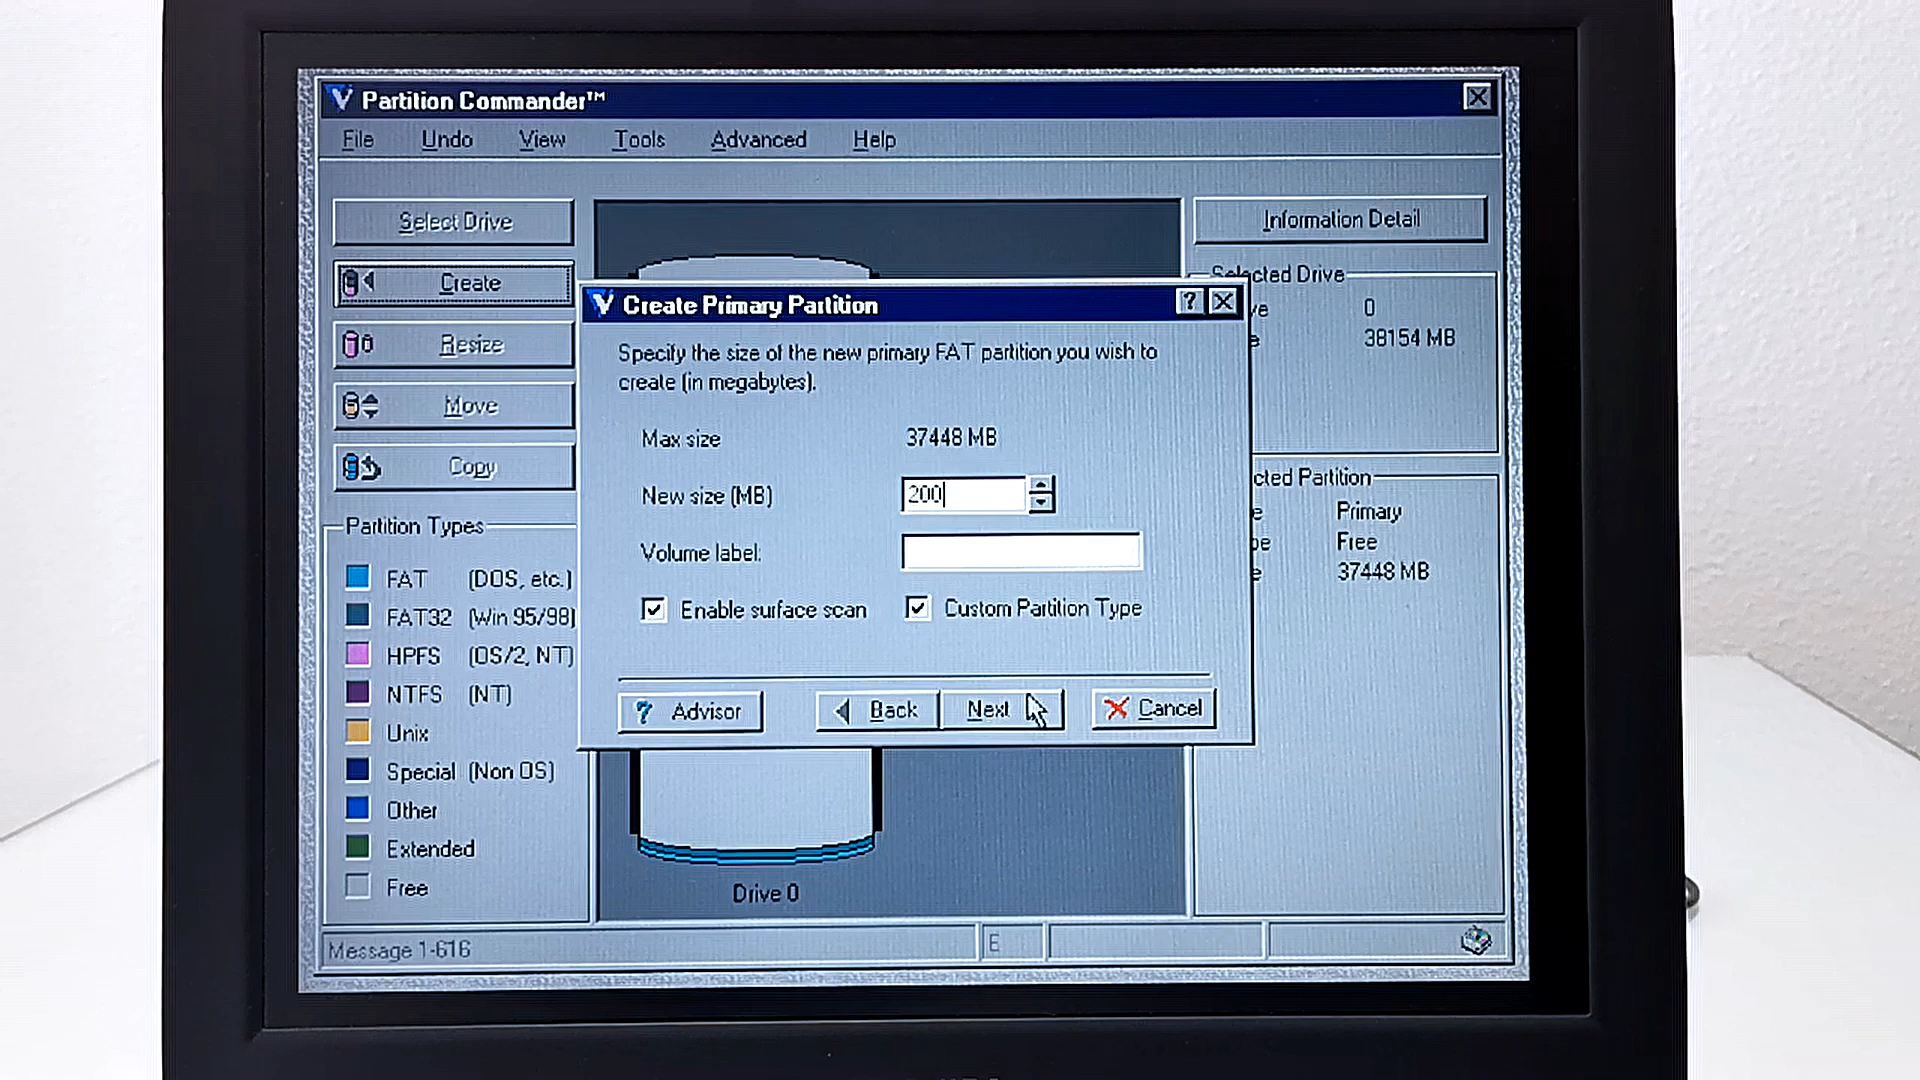 Partition Commander™
File Undo View Tools Advanced Help
Select Drive
Create
Resize
Move
Copy
Partition Types
FAT (DOS, etc.)
FAT32 (Win 95/98)
HPFS (OS/2, NT)
NTFS (NT)
Unix
Special (Non OS)
Other
Extended
Free
Create Primary Partition
Specify the size of the new primary FAT partition you wish to
create (in megabytes).
Max size 37448 MB
New size (MB) 200
Volume label:
Enable surface scan Custom Partition Type
? Advisor Back Next Cancel
Drive 0
Information Detail
Selected Drive
0
38154 MB
Partition
Primary
Free
37448 MB
Message 1-616
E